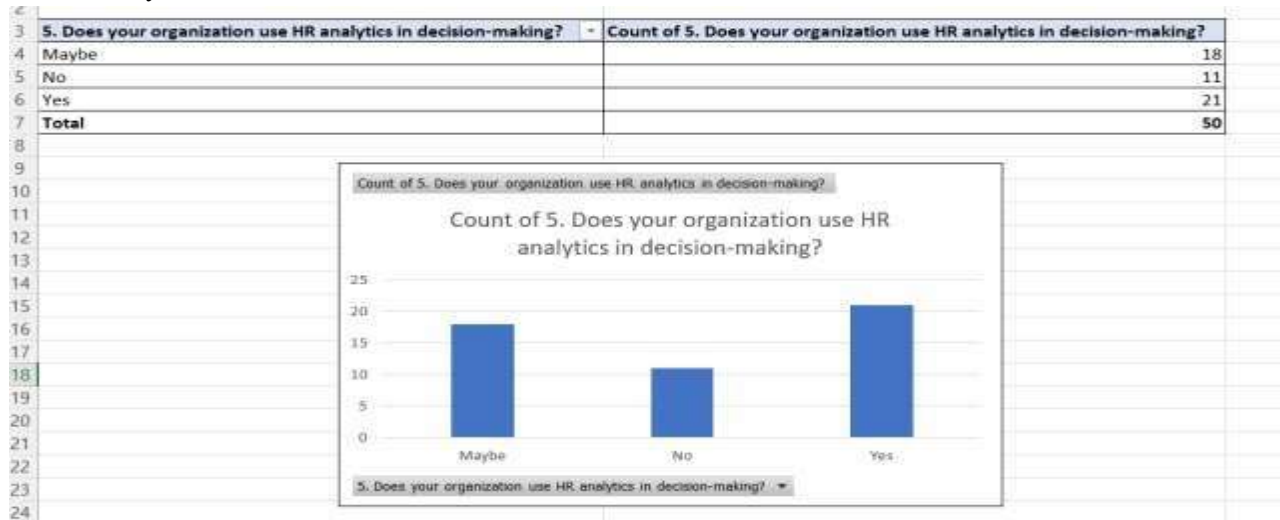 2
3 5. Does your organization use HR analytics in decision-making? Count of 5. Does your organization use HR analytics in decision-making?
4 Maybe 18
5 No 11
6 Yes 21
7 Total 50
8
9
Count of 5. Does your organization use HR analytics in decision-making?
10
11
Count of 5. Does your organization use HR
12
analytics in decision-making?
13
25
14
20
15
16
15
17
10
18
19
5
20
0
21
Maybe No Yes
22
5. Does your organization use HR analytics in decision-making?
23
24